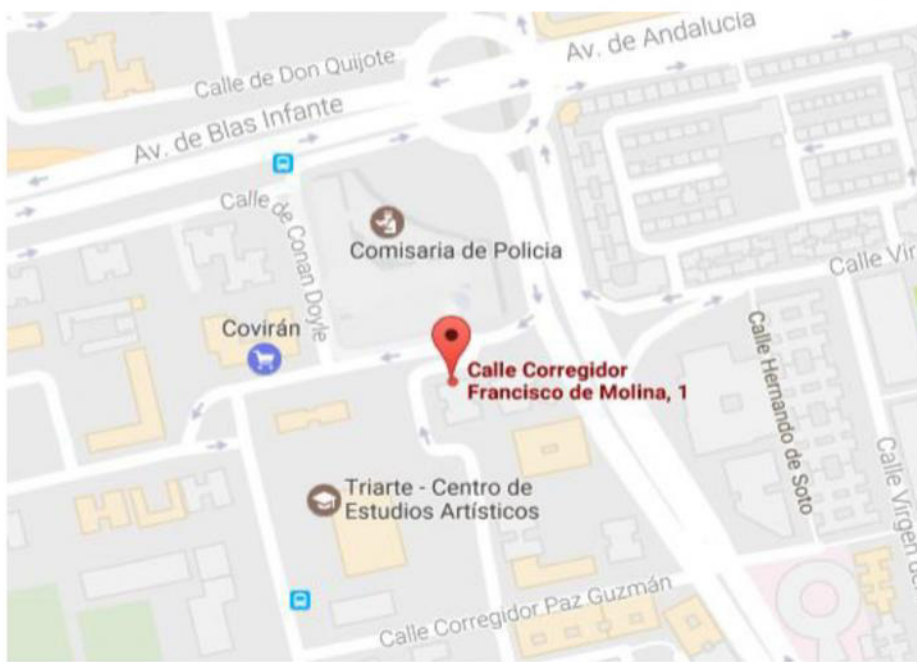 Av. de Andalucía
Calle de Don Quijote
Av. de Blas Infante
Calle de Conan Doyle
Comisaria de Policia
Calle Vir
Covirán
Calle Corregidor
Francisco de Molina, 1
Calle Hernando de Soto
Calle Virgen de
Triarte - Centro de
Estudios Artísticos
Calle Corregidor Paz Guzmán